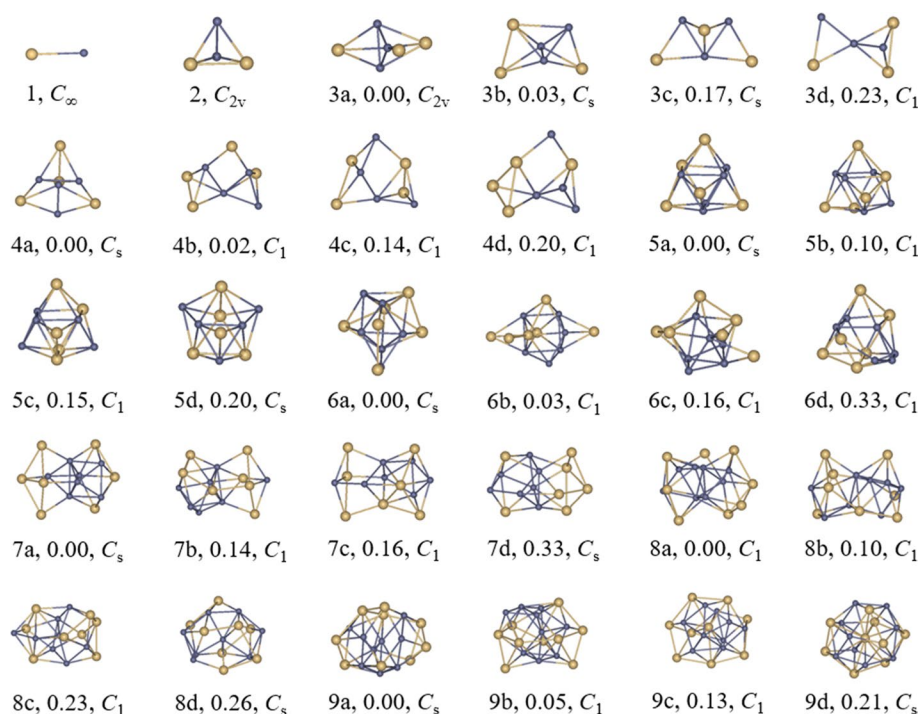 1, C∞
2, C2v
3a, 0.00, C2v
3b, 0.03, Cs
3c, 0.17, Cs
3d, 0.23, C1
4a, 0.00, Cs
4b, 0.02, C1
4c, 0.14, C1
4d, 0.20, C1
5a, 0.00, Cs
5b, 0.10, C1
5c, 0.15, C1
5d, 0.20, Cs
6a, 0.00, Cs
6b, 0.03, C1
6c, 0.16, C1
6d, 0.33, C1
7a, 0.00, Cs
7b, 0.14, C1
7c, 0.16, C1
7d, 0.33, Cs
8a, 0.00, C1
8b, 0.10, C1
8c, 0.23, C1
8d, 0.26, Cs
9a, 0.00, Cs
9b, 0.05, C1
9c, 0.13, C1
9d, 0.21, Cs